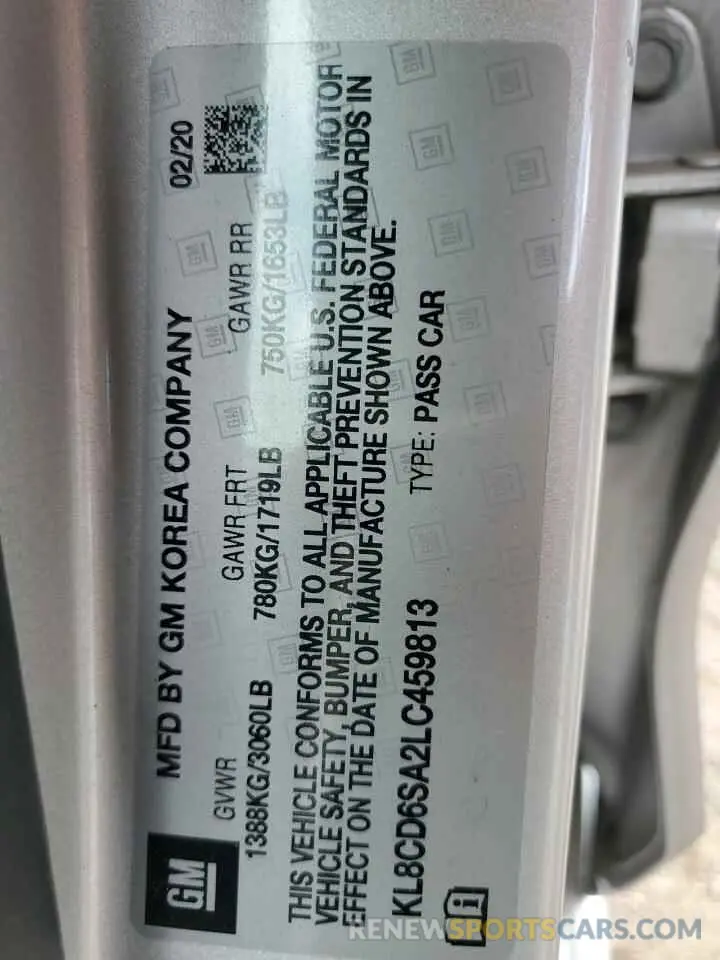 GM
MFD BY GM KOREA COMPANY 02/20
GVWR GAWR FRT GAWR RR
1388KG/3060LB 780KG/1719LB 750KG/1653LB
THIS VEHICLE CONFORMS TO ALL APPLICABLE U.S. FEDERAL MOTOR
VEHICLE SAFETY, BUMPER, AND THEFT PREVENTION STANDARDS IN
EFFECT ON THE DATE OF MANUFACTURE SHOWN ABOVE.
KL8CD6SA2LC459813 TYPE: PASS CAR
RENEWSPORTSCARS.COM